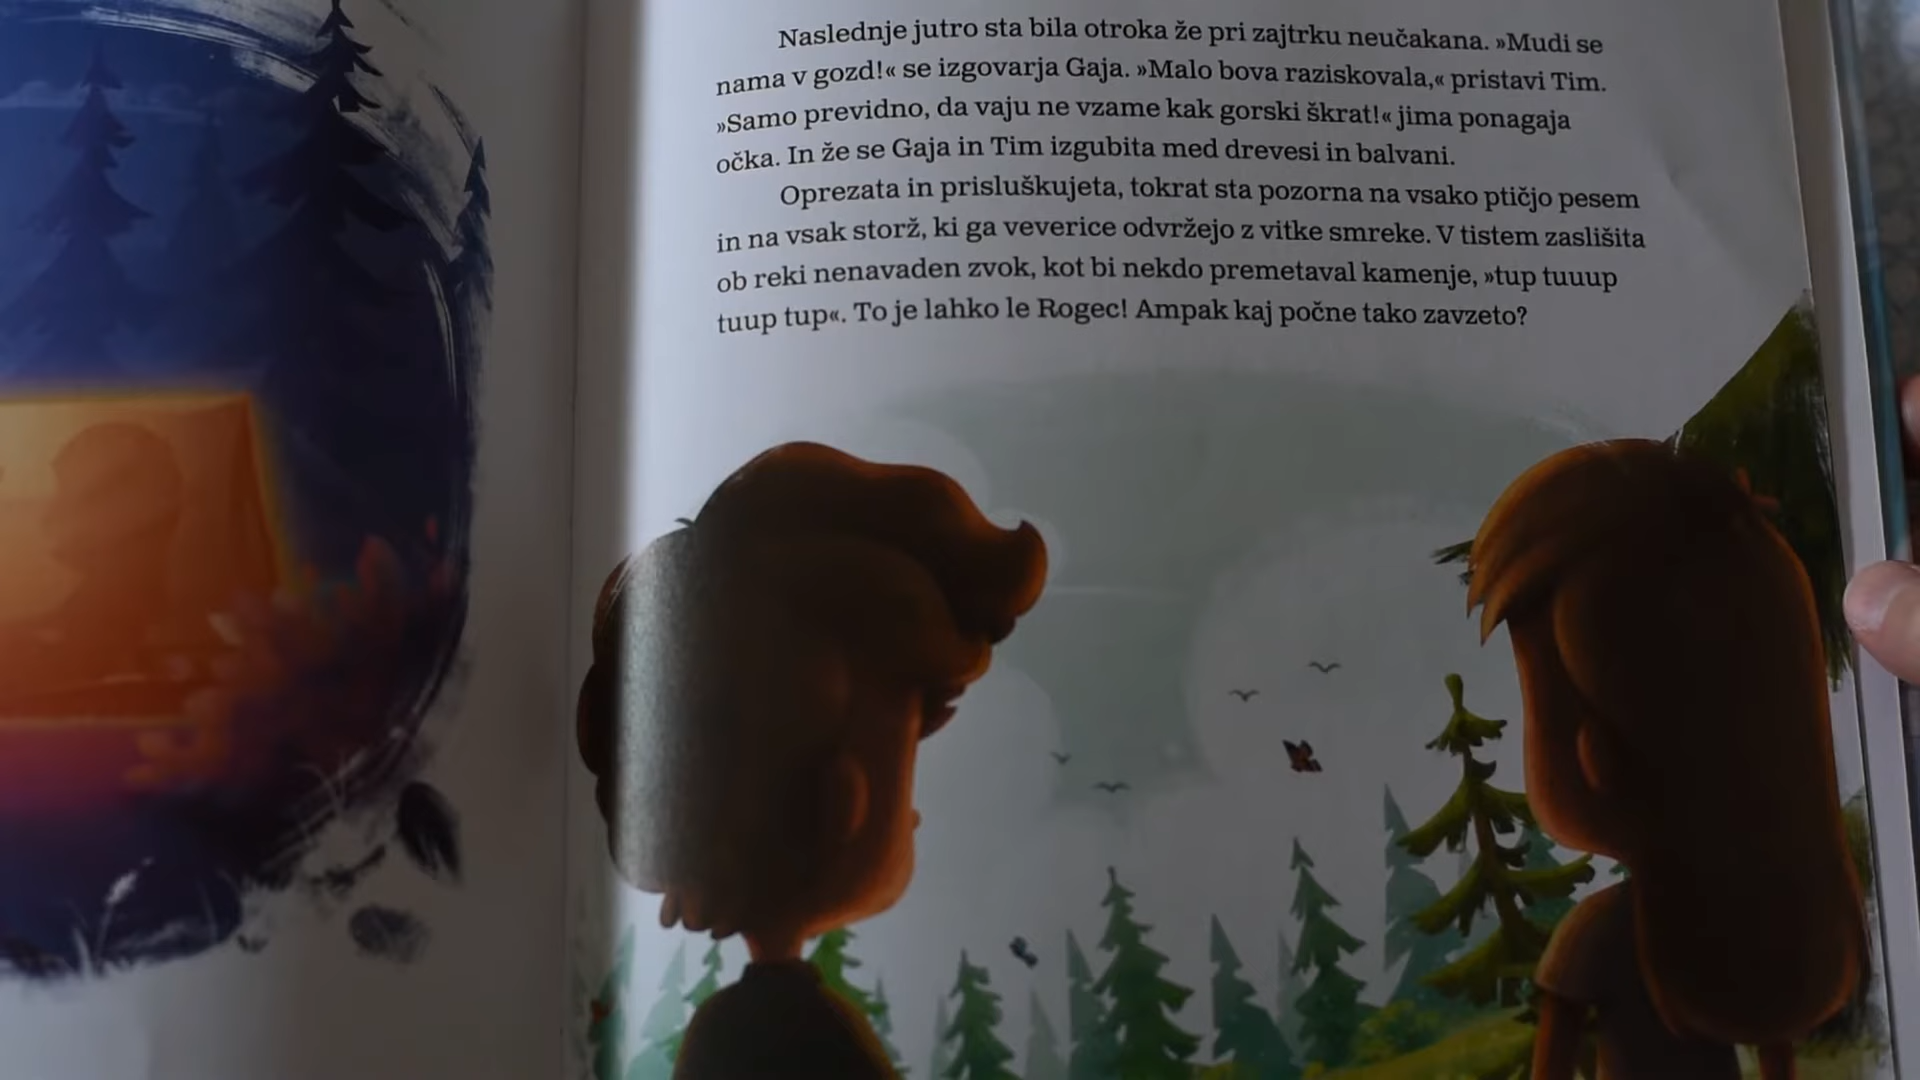 Naslednje jutro sta bila otroka že pri zajtrku neučakana. »Mudi se
nama v gozd!« se izgovarja Gaja. »Malo bova raziskovala,« pristavi Tim.
»Samo previdno, da vaju ne vzame kak gorski škrat!« jima ponagaja
očka. In že se Gaja in Tim izgubita med drevesi in balvani.
Oprezata in prisluškujeta, tokrat sta pozorna na vsako ptičjo pesem
in na vsak storž, ki ga veverice odvržejo z vitke smreke. V tistem zaslišita
ob reki nenavaden zvok, kot bi nekdo premetaval kamenje, »tup tuuup
tuup tup«. To je lahko le Rogec! Ampak kaj počne tako zavzeto?